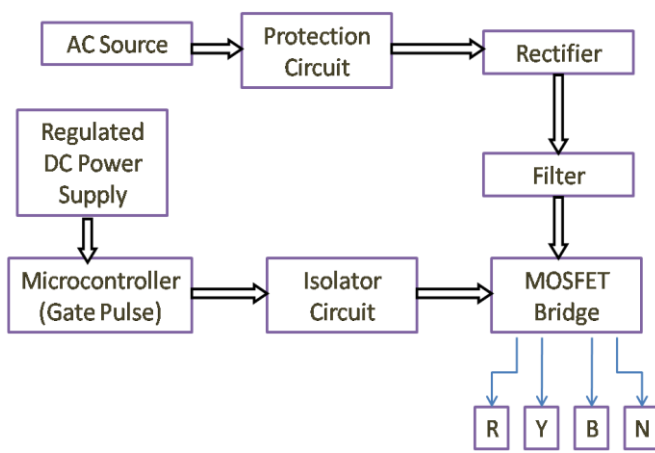 AC Source
Protection
Circuit
Rectifier
Regulated
DC Power
Supply
Filter
Microcontroller
(Gate Pulse)
Isolator
Circuit
MOSFET
Bridge
R
Y
B
N